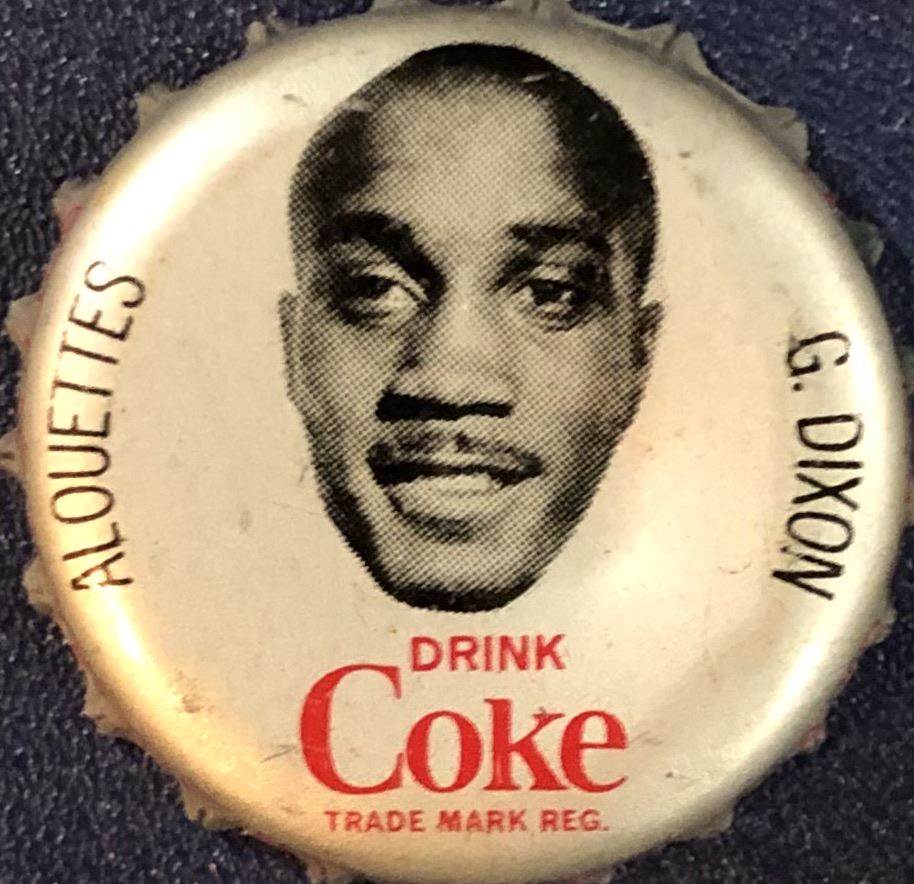 ALOUETTES
G. DIXON
DRINK
Coke
TRADE MARK REG.